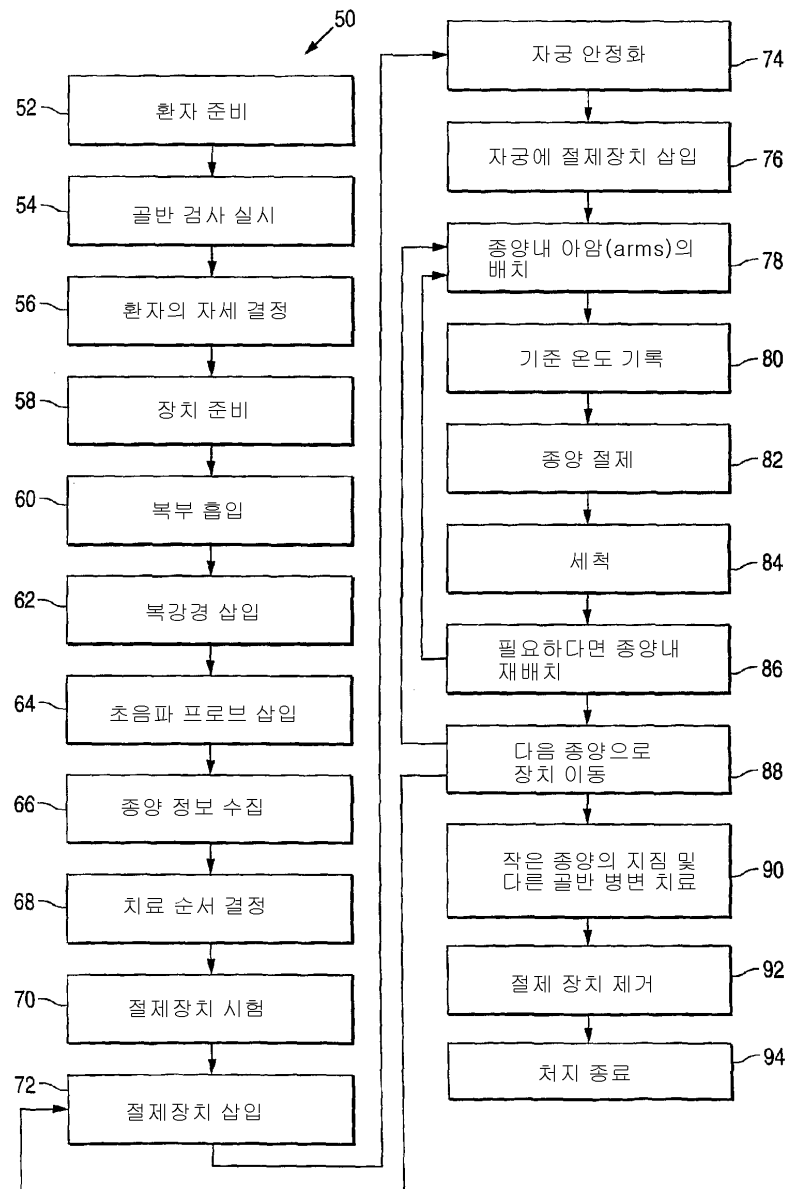 50
52
환자 준비
54
골반 검사 실시
56
환자의 자세 결정
58
장치 준비
60
복부 흡입
62
복강경 삽입
64
초음파 프로브 삽입
66
종양 정보 수집
68
치료 순서 결정
70
절제장치 시험
72
절제장치 삽입
자궁 안정화
74
자궁에 절제장치 삽입
76
종양내 아암(arms)의
배치
78
기준 온도 기록
80
종양 절제
82
세척
84
필요하다면 종양내
재배치
86
다음 종양으로
장치 이동
88
작은 종양의 지짐 및
다른 골반 병변 치료
90
절제 장치 제거
92
처지 종료
94